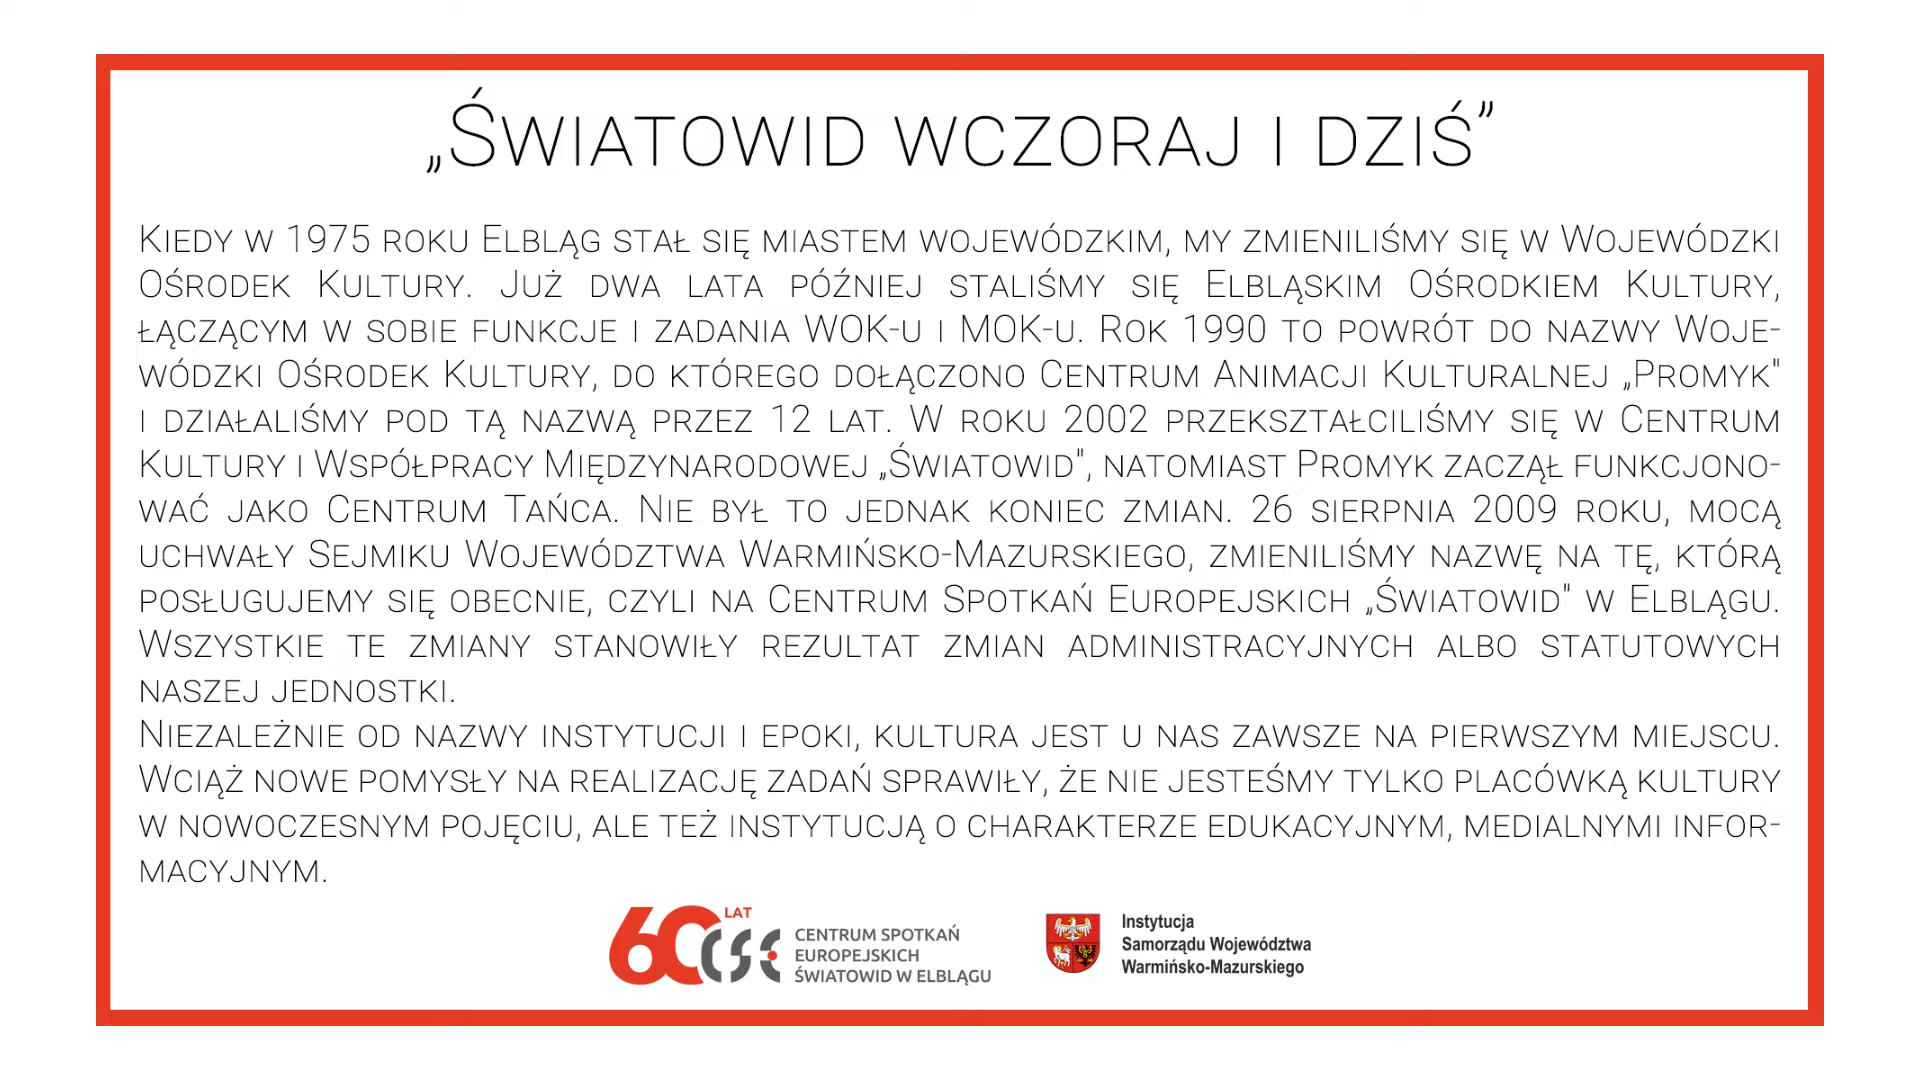 „Światowid wczoraj i dziś”
Kiedy w 1975 roku Elbląg stał się miastem wojewódzkim, my zmieniliśmy się w Wojewódzki
Ośrodek Kultury. Już dwa lata później staliśmy się Elbląskim Ośrodkiem Kultury,
łączącym w sobie funkcje i zadania WOK-u i MOK-u. Rok 1990 to powrót do nazwy Woje-
wódzki Ośrodek Kultury, do którego dołączono Centrum Animacji Kulturalnej „Promyk"
i działaliśmy pod tą nazwą przez 12 lat. W roku 2002 przekształciliśmy się w Centrum
Kultury i Współpracy Międzynarodowej „Światowid", natomiast Promyk zaczął funkcjono-
wać jako Centrum Tańca. Nie był to jednak koniec zmian. 26 sierpnia 2009 roku, mocą
uchwały Sejmiku Województwa Warmińsko-Mazurskiego, zmieniliśmy nazwę na tę, którą
posługujemy się obecnie, czyli na Centrum Spotkań Europejskich „Światowid" w Elblągu.
Wszystkie te zmiany stanowiły rezultat zmian administracyjnych albo statutowych
naszej jednostki.
Niezależnie od nazwy instytucji i epoki, kultura jest u nas zawsze na pierwszym miejscu.
Wciąż nowe pomysły na realizację zadań sprawiły, że nie jesteśmy tylko placówką kultury
w nowoczesnym pojęciu, ale też instytucją o charakterze edukacyjnym, medialnymi infor-
macyjnym.
60 LAT CSE
CENTRUM SPOTKAŃ
EUROPEJSKICH
ŚWIATOWID W ELBLĄGU
Instytucja
Samorządu Województwa
Warmińsko-Mazurskiego